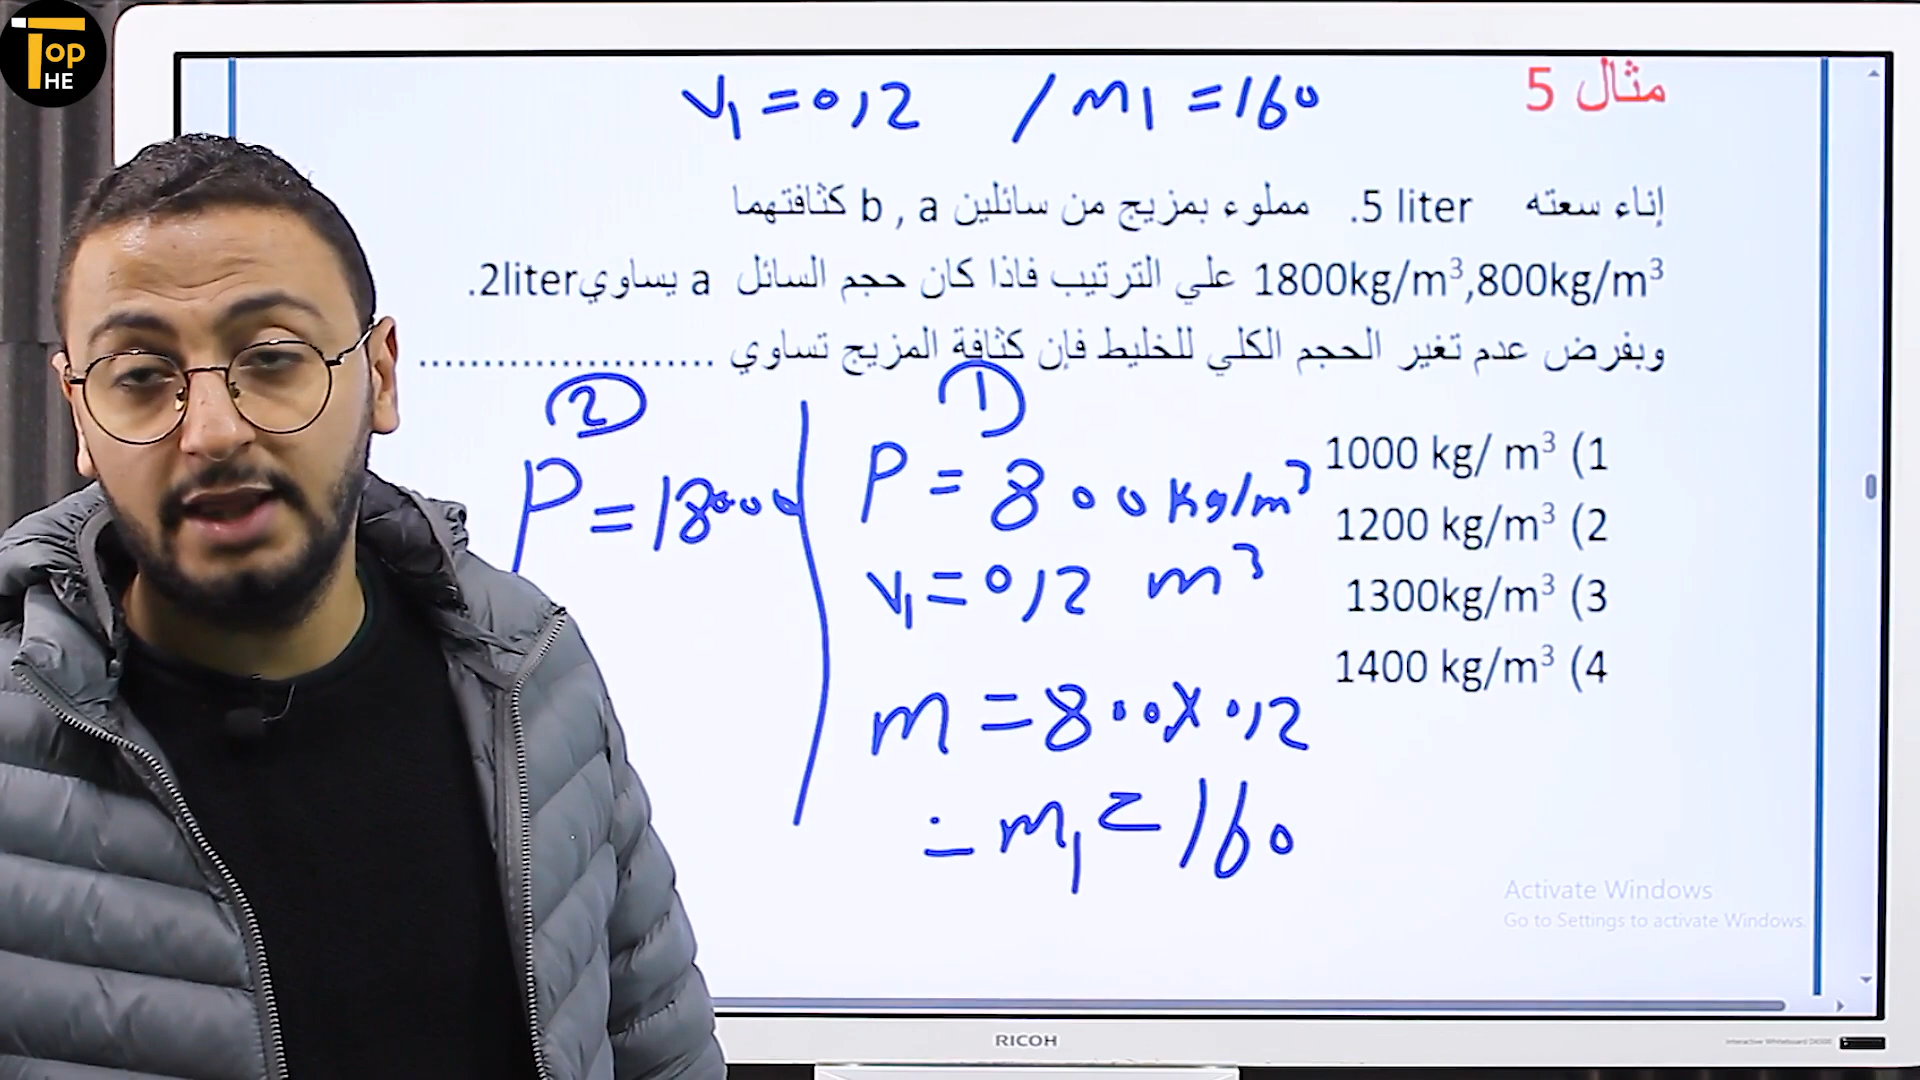 TOP
THE
مثال 5
v₁ = 0,2 / m₁ = 160
إناء سعته 5 liter. مملوء بمزيج من سائلين b , a كثافتهما
1800kg/m³,800kg/m³ علي الترتيب فاذا كان حجم السائل a يساوي 2liter.
وبفرض عدم تغير الحجم الكلي للخليط فإن كثافة المزيج تساوي ........................
1
P = 800 kg/m³
v₁ = 0,2 m³
m = 800 x 0,2
= m₁ = 160
2
P = 1800
1000 kg/ m³ (1
1200 kg/m³ (2
1300kg/m³ (3
1400 kg/m³ (4
Activate Windows
Go to Settings to activate Windows.
RICOH